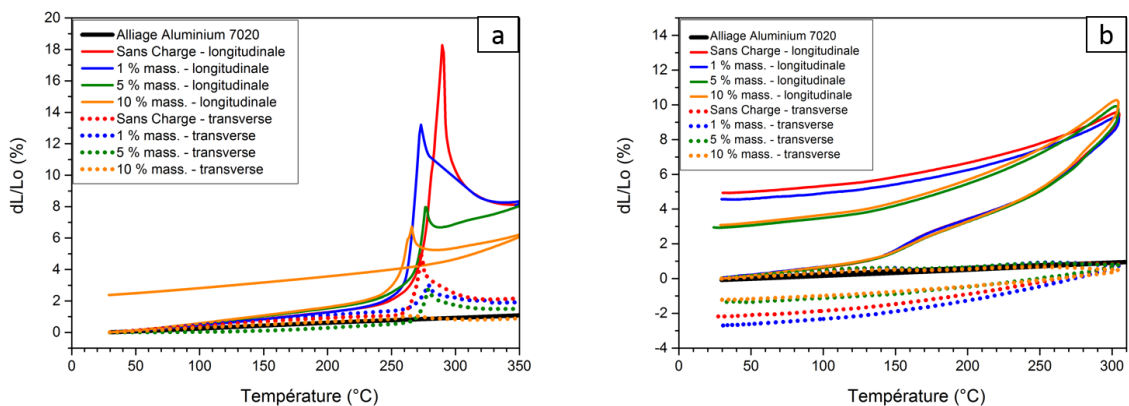 a
Alliage Aluminium 7020
Sans Charge - longitudinale
1 % mass. - longitudinale
5 % mass. - longitudinale
10 % mass. - longitudinale
Sans Charge - transverse
1 % mass. - transverse
5 % mass. - transverse
10 % mass. - transverse
dL/Lo (%)
20
18
16
14
12
10
8
6
4
2
0
0 50 100 150 200 250 300 350
Température (°C)
b
Alliage Aluminium 7020
Sans Charge - longitudinale
1 % mass. - longitudinale
5 % mass. - longitudinale
10 % mass. - longitudinale
Sans Charge - transverse
1 % mass. - transverse
5 % mass. - transverse
10 % mass. - transverse
dL/Lo (%)
14
12
10
8
6
4
2
0
-2
-4
0 50 100 150 200 250 300
Température (°C)